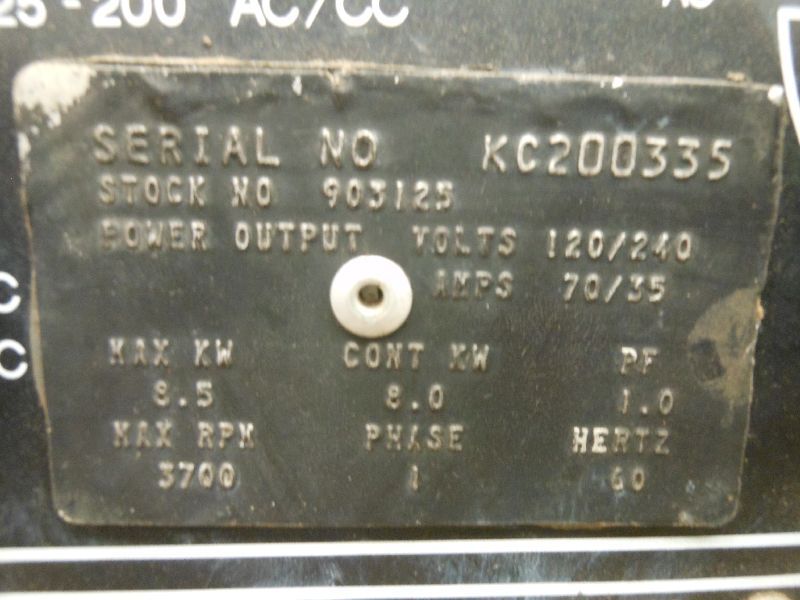 25-200 AC/CC
SERIAL NO KC200335
STOCK NO 903125
POWER OUTPUT VOLTS 120/240
AMPS 70/35
MAX KW CONT KW PF
8.5 8.0 1.0
MAX RPM PHASE HERTZ
3700 1 60
C
C